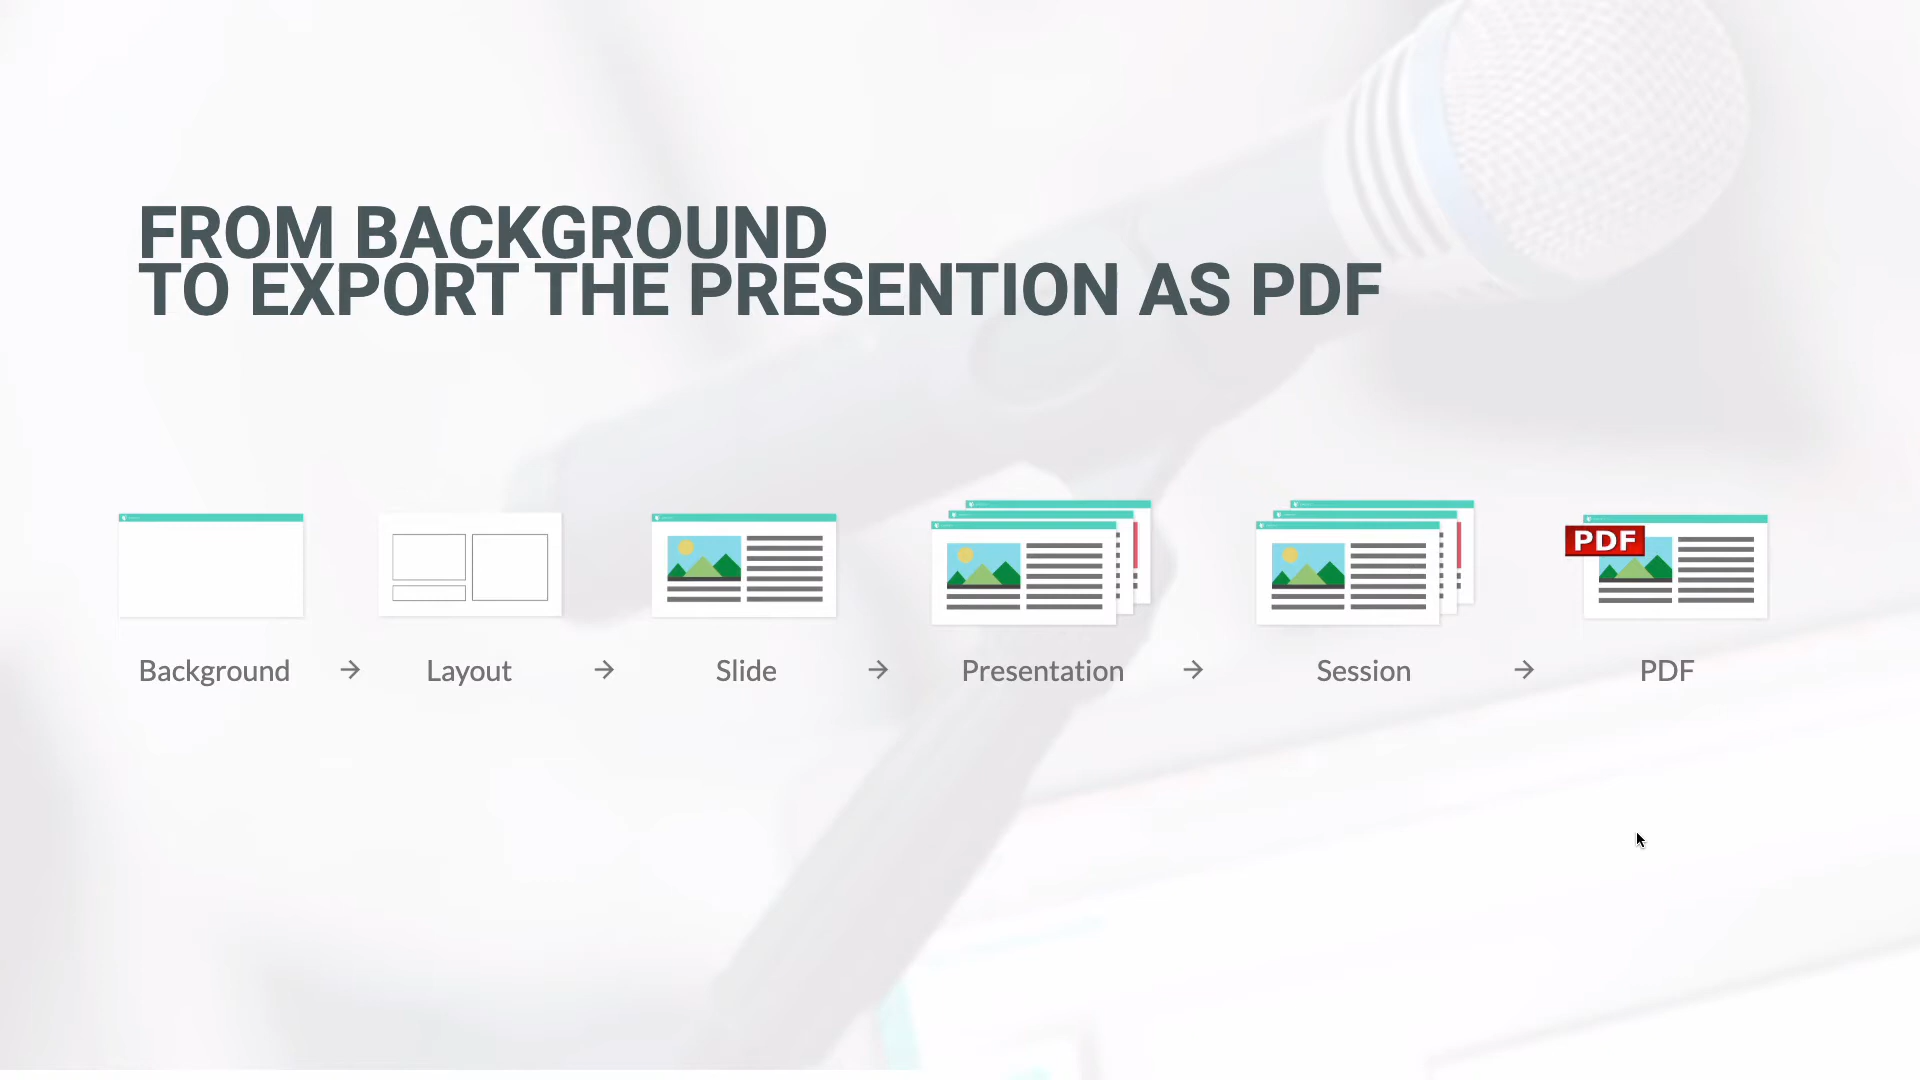 FROM BACKGROUND
TO EXPORT THE PRESENTION AS PDF
PDF
Background → Layout → Slide → Presentation → Session → PDF